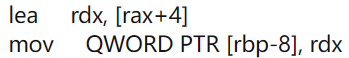 lea rdx, [rax+4]
mov QWORD PTR [rbp-8], rdx